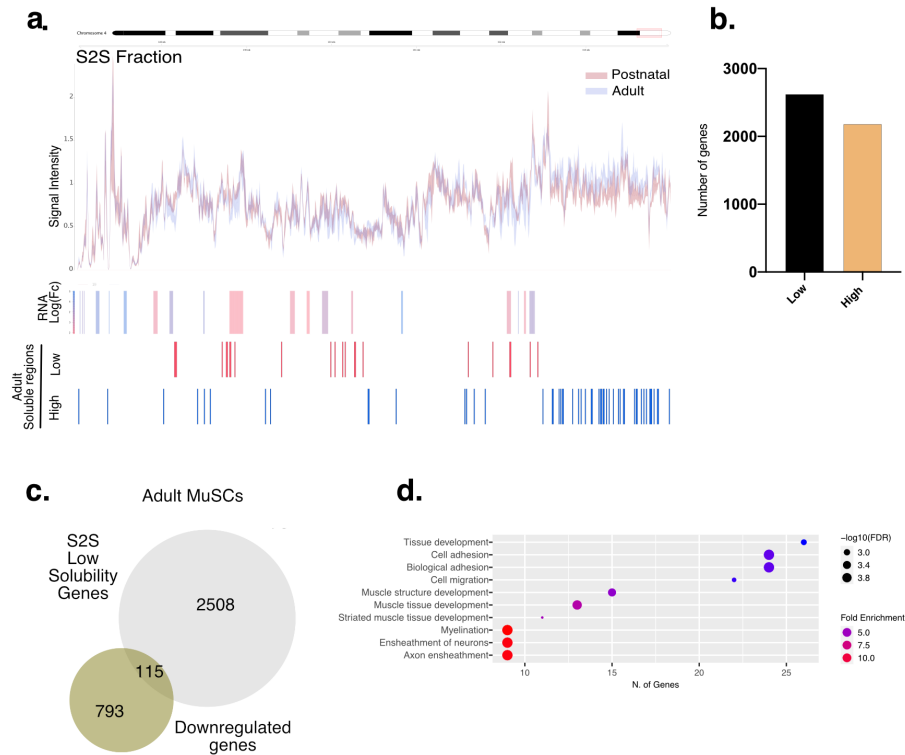 a.
Chromosome 4
S2S Fraction
Postnatal
Adult
Signal Intensity
2
1.5
1
0.5
0
RNA
Log(Fc)
Adult
Soluble regions
Low
High
b.
Number of genes
3000
2000
1000
0
Low
High
c.
Adult MuSCs
S2S
Low
Solubility
Genes
2508
115
793
Downregulated
genes
d.
Tissue development
Cell adhesion
Biological adhesion
Cell migration
Muscle structure development
Muscle tissue development
Striated muscle tissue development
Myelination
Ensheathment of neurons
Axon ensheathment
10
15
20
25
N. of Genes
−log10(FDR)
3.0
3.4
3.8
Fold Enrichment
5.0
7.5
10.0